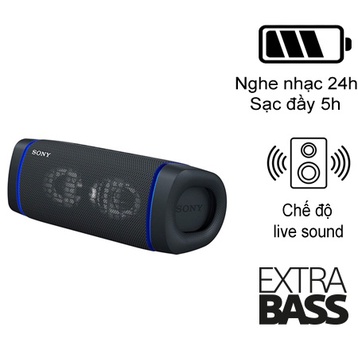 Nghe nhạc 24h
Sạc đầy 5h
SONY
SONY
Chế độ
live sound
EXTRA
BASS